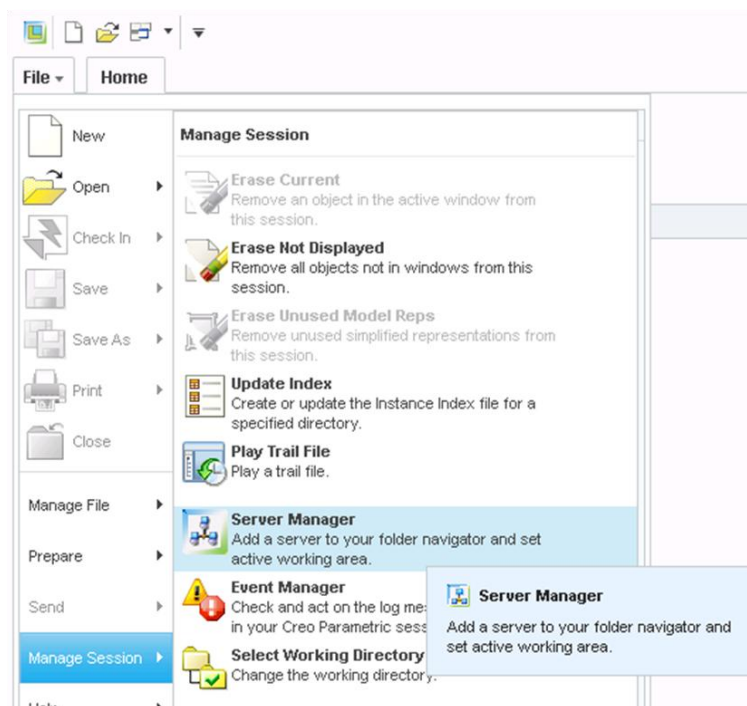 File
Home
New
Manage Session
Open
Erase Current
Remove an object in the active window from
this session.
Check In
Erase Not Displayed
Remove all objects not in windows from this
session.
Save
Erase Unused Model Reps
Remove unused simplified representations from
this session.
Save As
Print
Update Index
Create or update the Instance Index file for a
specified directory.
Close
Play Trail File
Play a trail file.
Manage File
Server Manager
Add a server to your folder navigator and set
active working area.
Prepare
Event Manager
Check and act on the log
in your Creo Parametric
Send
Server Manager
Add a server to your folder navigator and
set active working area.
Manage Session
Select Working Directory
Change the working directory.